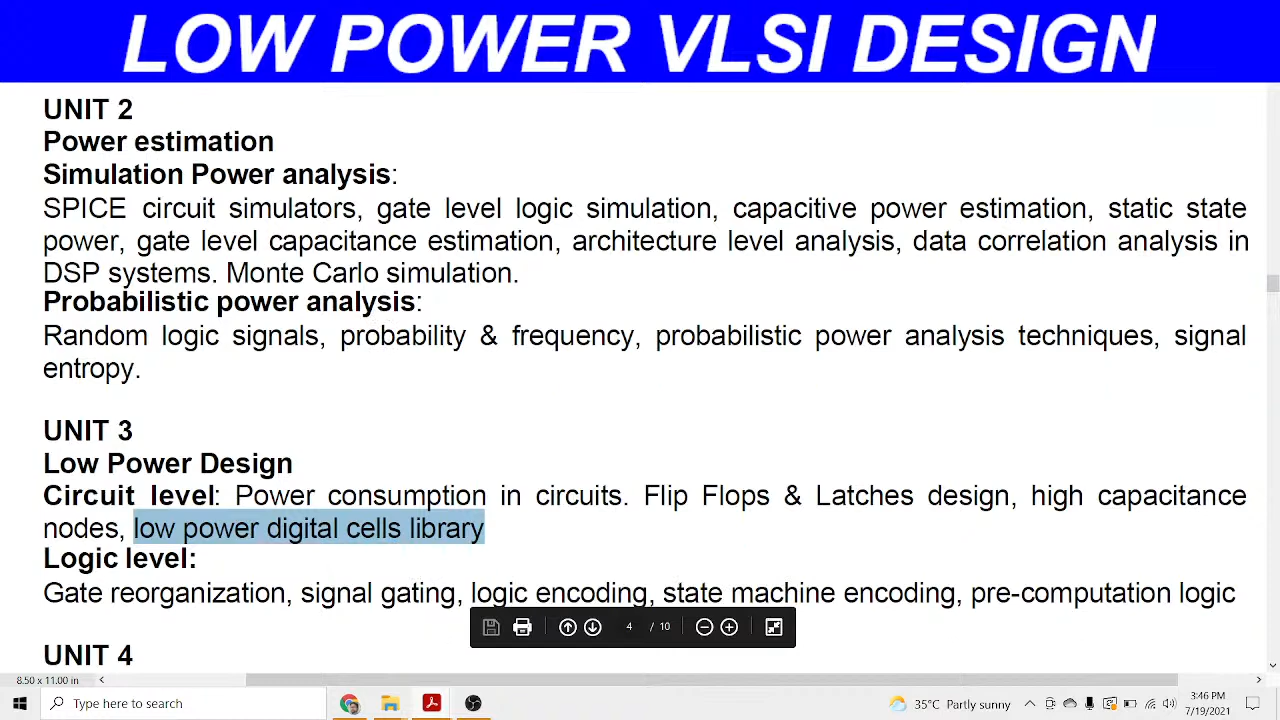 LOW POWER VLSI DESIGN
UNIT 2
Power estimation
Simulation Power analysis:
SPICE circuit simulators, gate level logic simulation, capacitive power estimation, static state
power, gate level capacitance estimation, architecture level analysis, data correlation analysis in
DSP systems. Monte Carlo simulation.
Probabilistic power analysis:
Random logic signals, probability & frequency, probabilistic power analysis techniques, signal
entropy.
UNIT 3
Low Power Design
Circuit level: Power consumption in circuits. Flip Flops & Latches design, high capacitance
nodes, low power digital cells library
Logic level:
Gate reorganization, signal gating, logic encoding, state machine encoding, pre-computation logic
4 / 10
UNIT 4
8.50 x 11.00 in
Type here to search
35°C Partly sunny
3:46 PM
7/19/2021